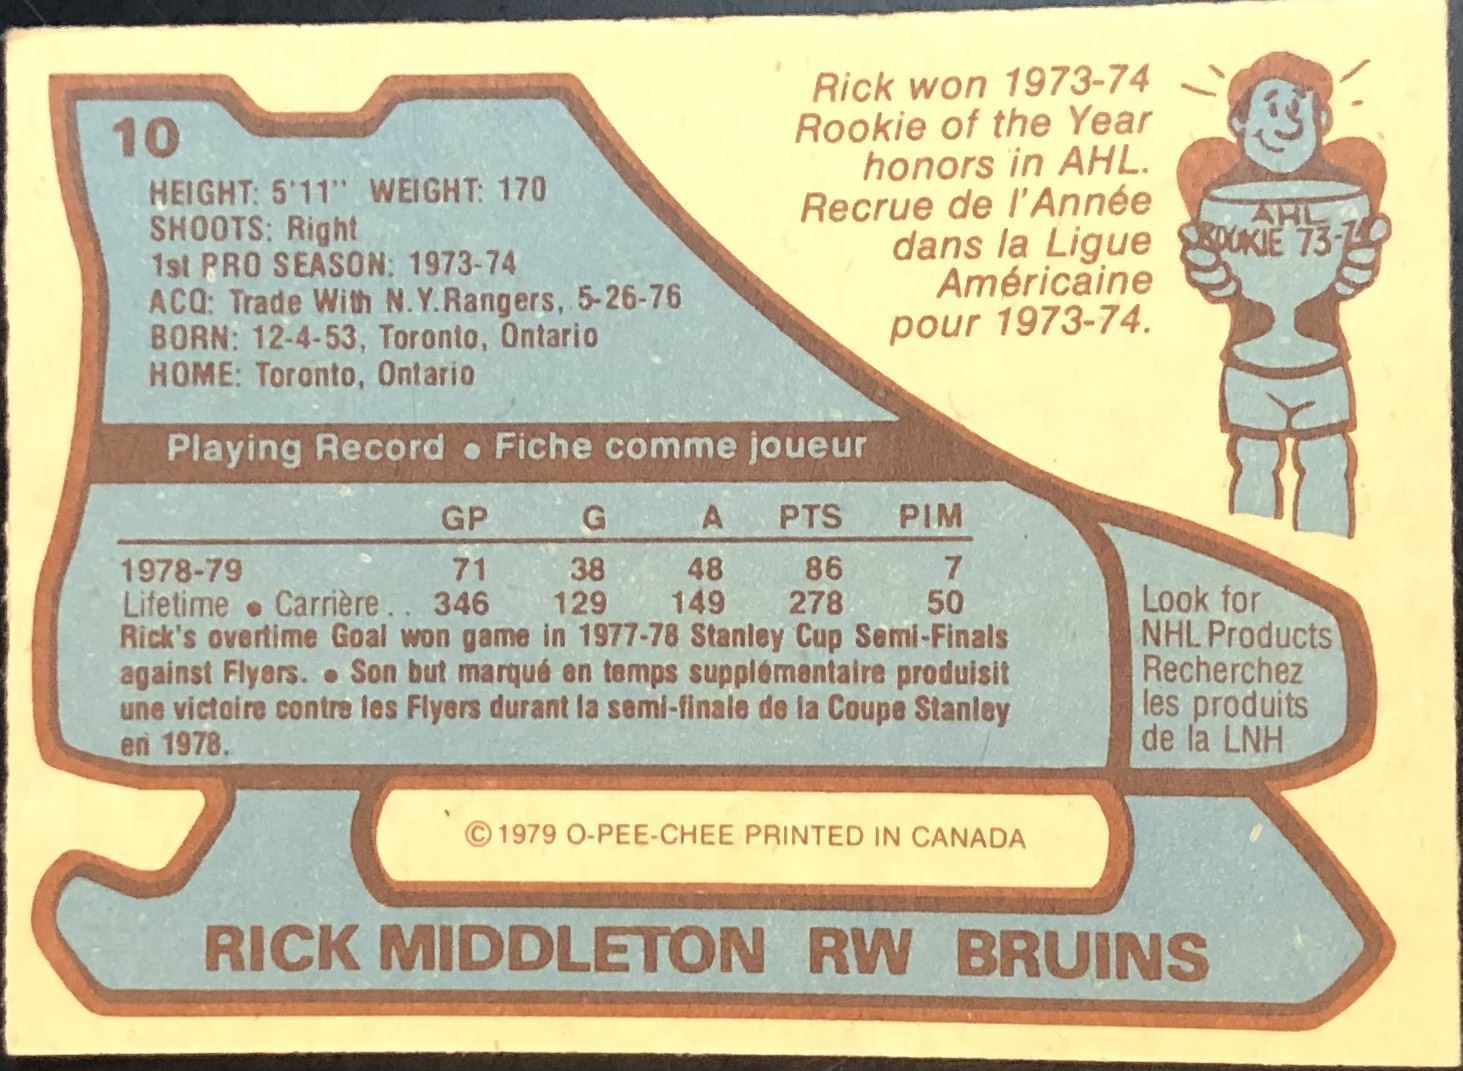 10
HEIGHT: 5'11" WEIGHT: 170
SHOOTS: Right
1st PRO SEASON: 1973-74
ACQ: Trade With N.Y.Rangers, 5-26-76
BORN: 12-4-53, Toronto, Ontario
HOME: Toronto, Ontario
Rick won 1973-74
Rookie of the Year
honors in AHL.
Recrue de l'Année
dans la Ligue
Américaine
pour 1973-74.
AHL
ROOKIE 73-74
Playing Record • Fiche comme joueur
GP G A PTS PIM
1978-79 71 38 48 86 7
Lifetime • Carrière .. 346 129 149 278 50
Rick's overtime Goal won game in 1977-78 Stanley Cup Semi-Finals
against Flyers. • Son but marqué en temps supplémentaire produisit
une victoire contre les Flyers durant la semi-finale de la Coupe Stanley
en 1978.
Look for
NHL Products
Recherchez
les produits
de la LNH
© 1979 O-PEE-CHEE PRINTED IN CANADA
RICK MIDDLETON RW BRUINS